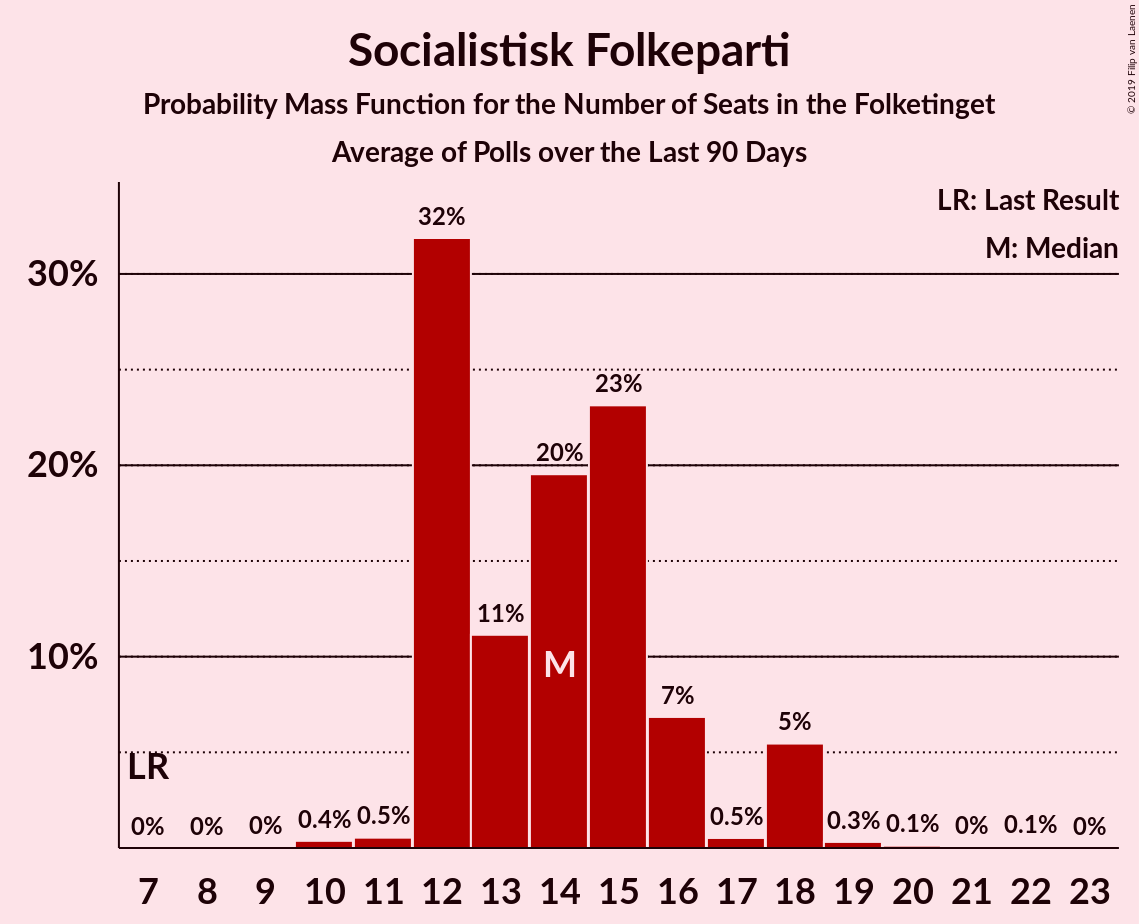 Socialistisk Folkeparti
Probability Mass Function for the Number of Seats in the Folketinget
Average of Polls over the Last 90 Days
© 2019 Filip van Laenen
LR: Last Result
M: Median
30%
20%
10%
32%
23%
20%
11%
M
7%
5%
LR
0% 0% 0% 0.4% 0.5% 0.5% 0.3% 0.1% 0% 0.1% 0%
7 8 9 10 11 12 13 14 15 16 17 18 19 20 21 22 23